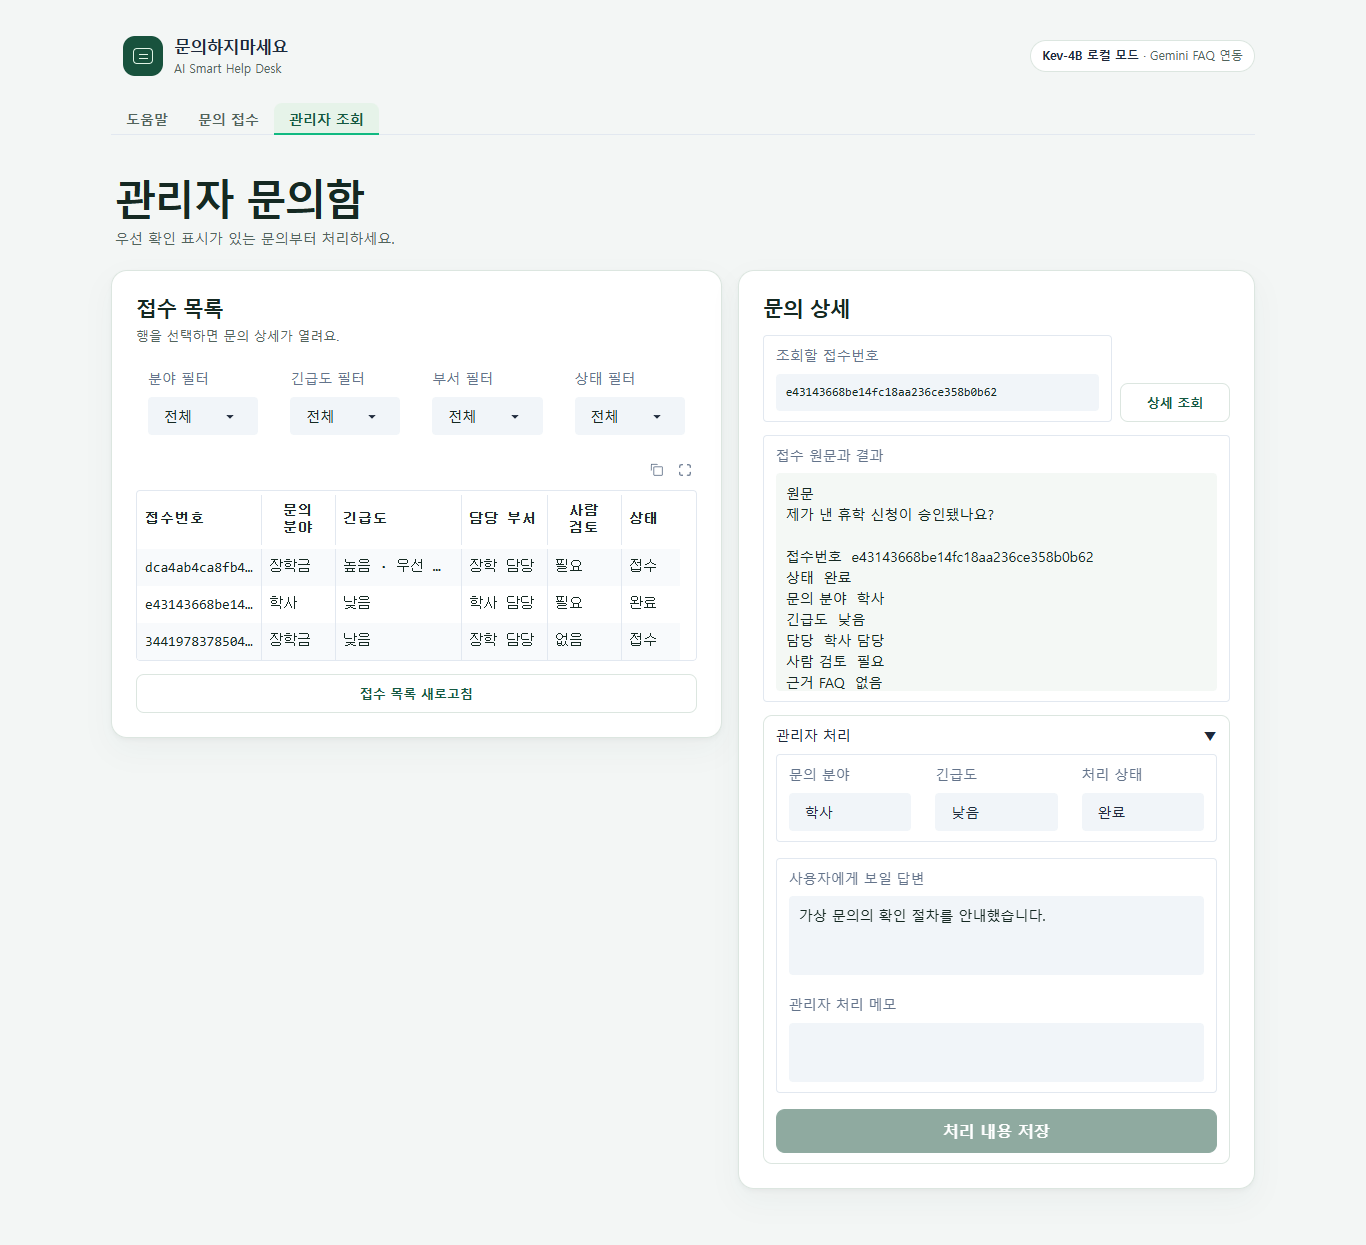 문의하지마세요
AI Smart Help Desk
Kev-4B 로컬 모드 · Gemini FAQ 연동
도움말
문의 접수
관리자 조회
관리자 문의함
우선 확인 표시가 있는 문의부터 처리하세요.
접수 목록
행을 선택하면 문의 상세가 열려요.
분야 필터
긴급도 필터
부서 필터
상태 필터
전체
전체
전체
전체
접수번호
문의
분야
긴급도
담당 부서
사람
검토
상태
dca4ab4ca8fb4… 장학금 높음 · 우선 … 장학 담당 필요 접수
e43143668be14… 학사 낮음 학사 담당 필요 완료
3441978378504… 장학금 낮음 장학 담당 없음 접수
접수 목록 새로고침
문의 상세
조회할 접수번호
e43143668be14fc18aa236ce358b0b62
상세 조회
접수 원문과 결과
원문
제가 낸 휴학 신청이 승인됐나요?
접수번호 e43143668be14fc18aa236ce358b0b62
상태 완료
문의 분야 학사
긴급도 낮음
담당 학사 담당
사람 검토 필요
근거 FAQ 없음
관리자 처리
▼
문의 분야
긴급도
처리 상태
학사
낮음
완료
사용자에게 보일 답변
가상 문의의 확인 절차를 안내했습니다.
관리자 처리 메모
처리 내용 저장